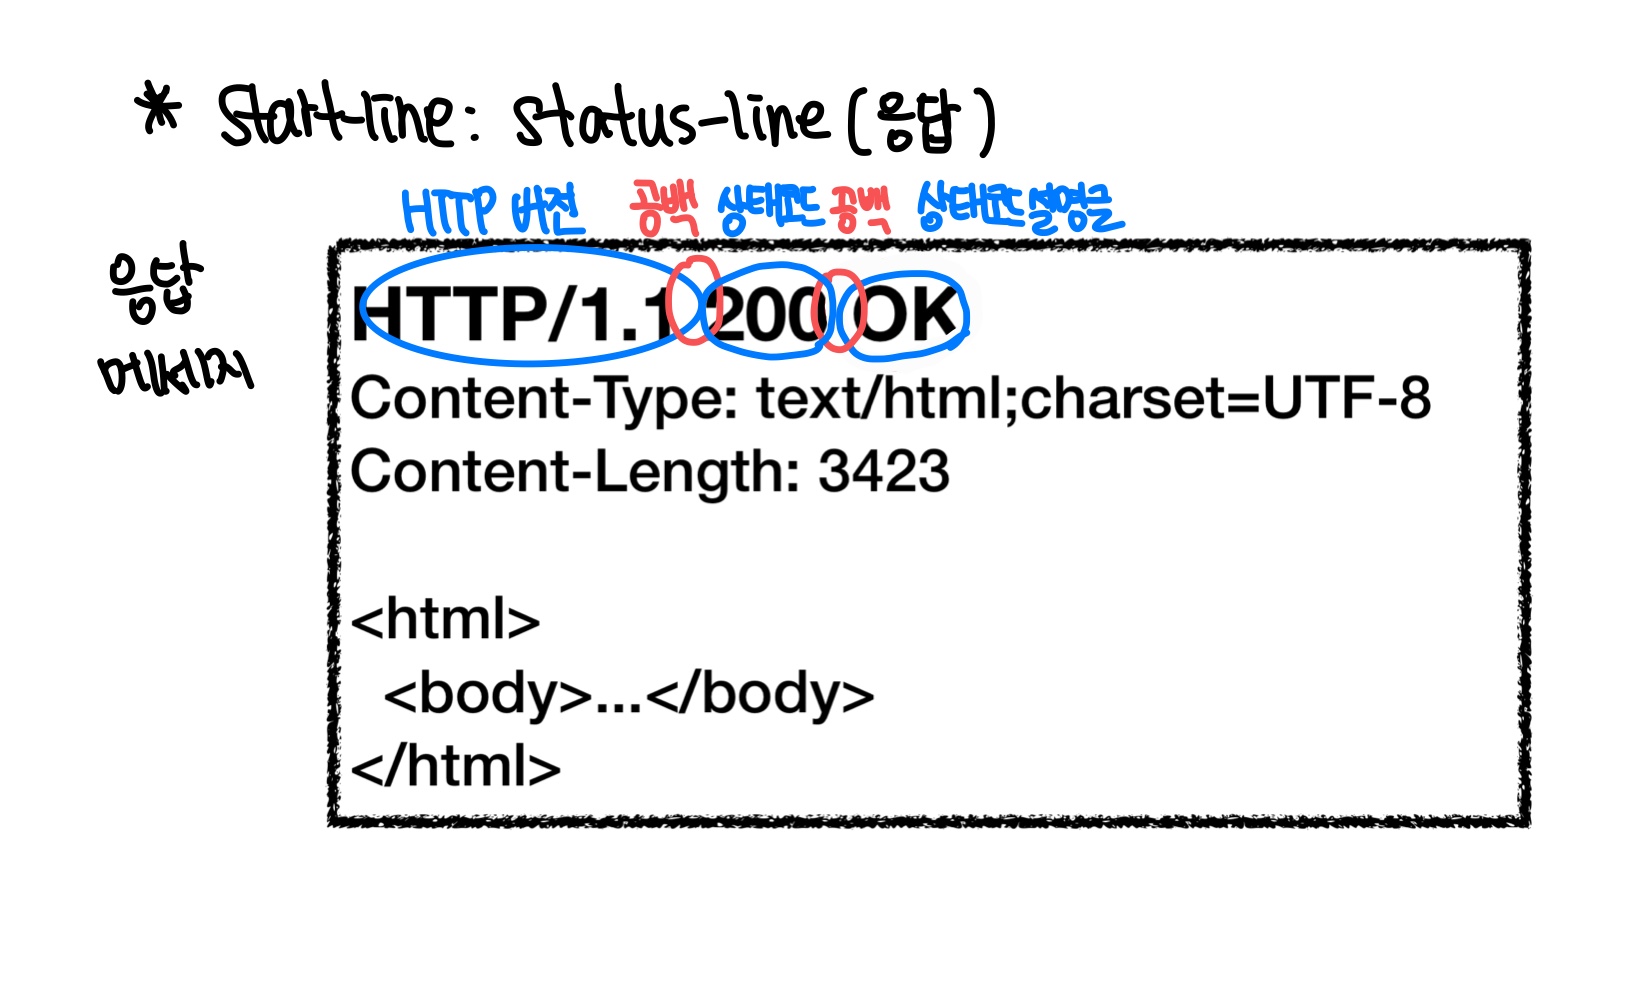 * Start-line: status-line (응답)
HTTP 버전 공백 상태코드 공백 상태코드 설명글
응답
메세지
HTTP/1.1 200 OK
Content-Type: text/html;charset=UTF-8
Content-Length: 3423
<html>
<body>...</body>
</html>